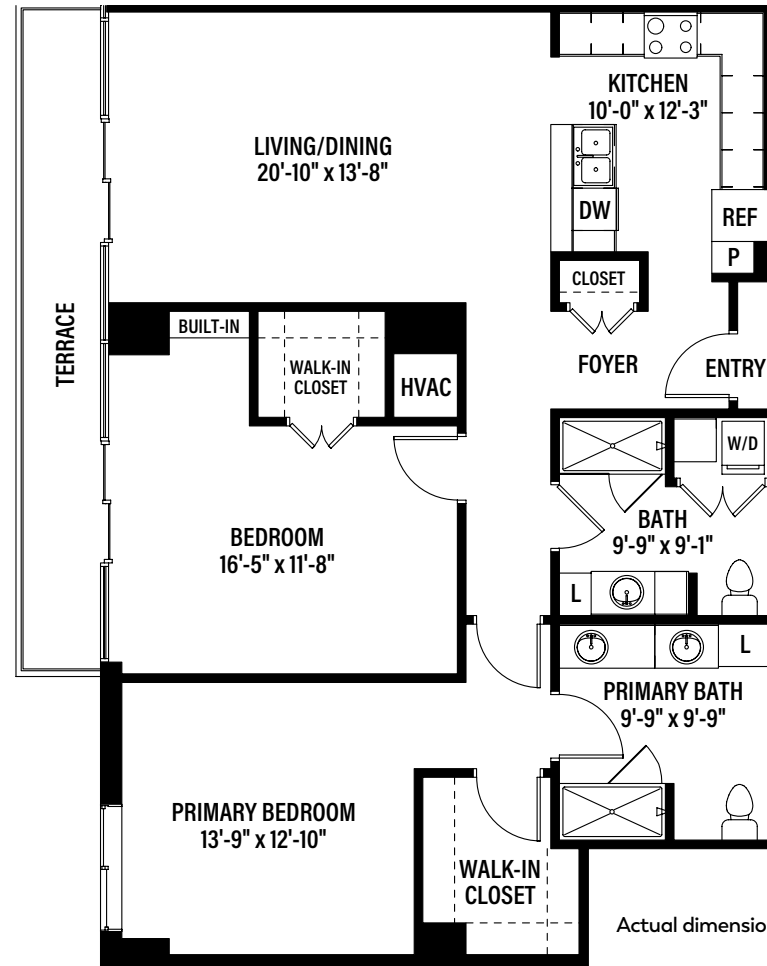 KITCHEN
10'-0" x 12'-3"
LIVING/DINING
20'-10" x 13'-8"
DW
REF
P
CLOSET
TERRACE
BUILT-IN
WALK-IN
CLOSET
HVAC
FOYER
ENTRY
W/D
BATH
9'-9" x 9'-1"
BEDROOM
16'-5" x 11'-8"
L
L
PRIMARY BATH
9'-9" x 9'-9"
PRIMARY BEDROOM
13'-9" x 12'-10"
WALK-IN
CLOSET
Actual dimensio